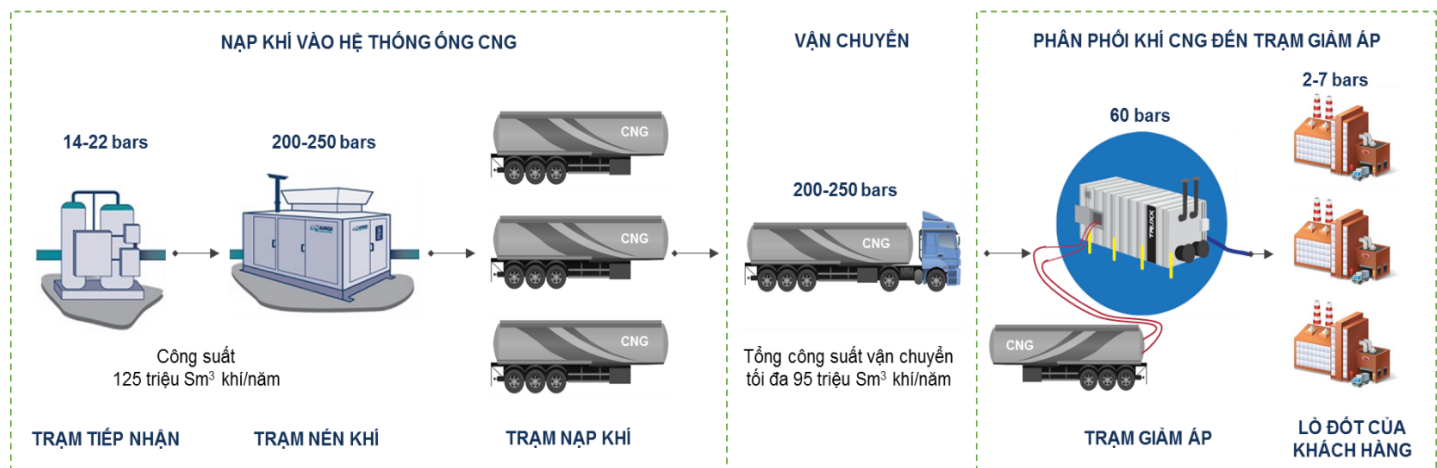 NẠP KHÍ VÀO HỆ THỐNG ỐNG CNG
VẬN CHUYỂN
PHÂN PHỐI KHÍ CNG ĐẾN TRẠM GIẢM ÁP
14-22 bars
200-250 bars
CNG
CNG
CNG
200-250 bars
CNG
60 bars
2-7 bars
TRUXX
CNG
Công suất
125 triệu Sm³ khí/năm
Tổng công suất vận chuyển
tối đa 95 triệu Sm³ khí/năm
TRẠM TIẾP NHẬN
TRẠM NÉN KHÍ
TRẠM NẠP KHÍ
TRẠM GIẢM ÁP
LÒ ĐỐT CỦA
KHÁCH HÀNG